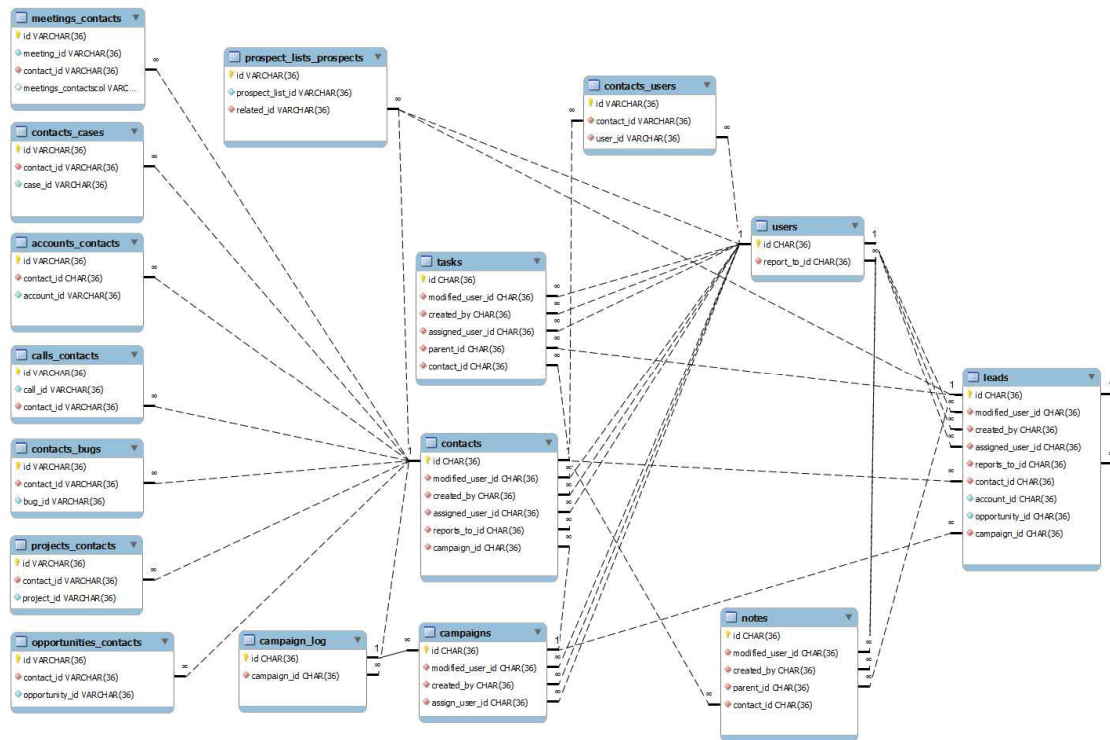 meetings_contacts
id VARCHAR(36)
meeting_id VARCHAR(36)
contact_id VARCHAR(36)
meetings_contactscol VARC...
prospect_lists_prospects
id VARCHAR(36)
prospect_list_id VARCHAR(36)
related_id VARCHAR(36)
contacts_users
id VARCHAR(36)
contact_id VARCHAR(36)
user_id VARCHAR(36)
contacts_cases
id VARCHAR(36)
contact_id VARCHAR(36)
case_id VARCHAR(36)
accounts_contacts
id VARCHAR(36)
contact_id CHAR(36)
account_id VARCHAR(36)
users
id CHAR(36)
report_to_id CHAR(36)
tasks
id CHAR(36)
modified_user_id CHAR(36)
created_by CHAR(36)
assigned_user_id CHAR(36)
parent_id CHAR(36)
contact_id CHAR(36)
calls_contacts
id VARCHAR(36)
call_id VARCHAR(36)
contact_id VARCHAR(36)
leads
id CHAR(36)
modified_user_id CHAR(36)
created_by CHAR(36)
assigned_user_id CHAR(36)
reports_to_id CHAR(36)
contact_id CHAR(36)
account_id CHAR(36)
opportunity_id CHAR(36)
campaign_id CHAR(36)
contacts
id CHAR(36)
modified_user_id CHAR(36)
created_by CHAR(36)
assigned_user_id CHAR(36)
reports_to_id CHAR(36)
campaign_id CHAR(36)
contacts_bugs
id VARCHAR(36)
contact_id VARCHAR(36)
bug_id VARCHAR(36)
projects_contacts
id VARCHAR(36)
contact_id VARCHAR(36)
project_id VARCHAR(36)
opportunities_contacts
id VARCHAR(36)
contact_id VARCHAR(36)
opportunity_id VARCHAR(36)
campaign_log
id CHAR(36)
campaign_id CHAR(36)
campaigns
id CHAR(36)
modified_user_id CHAR(36)
created_by CHAR(36)
assign_user_id CHAR(36)
notes
id CHAR(36)
modified_user_id CHAR(36)
created_by CHAR(36)
parent_id CHAR(36)
contact_id CHAR(36)